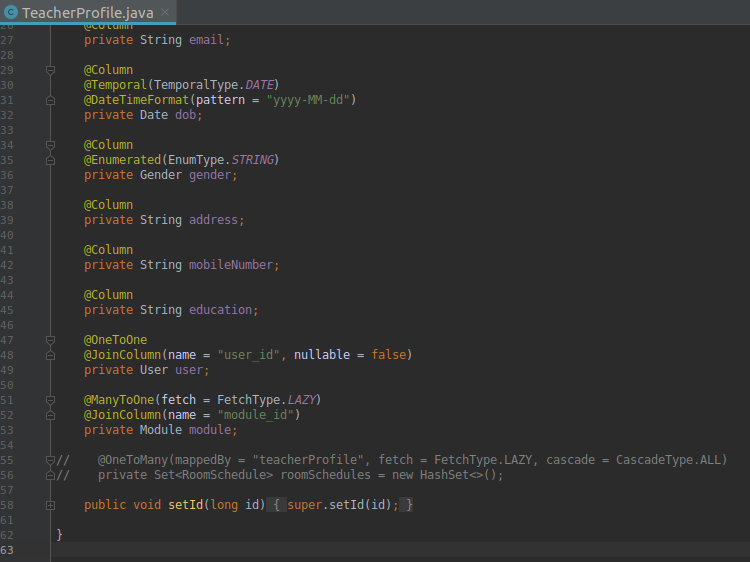 TeacherProfile.java
26 @Column
27 private String email;
28
29 @Column
30 @Temporal(TemporalType.DATE)
31 @DateTimeFormat(pattern = "yyyy-MM-dd")
32 private Date dob;
33
34 @Column
35 @Enumerated(EnumType.STRING)
36 private Gender gender;
37
38 @Column
39 private String address;
40
41 @Column
42 private String mobileNumber;
43
44 @Column
45 private String education;
46
47 @OneToOne
48 @JoinColumn(name = "user_id", nullable = false)
49 private User user;
50
51 @ManyToOne(fetch = FetchType.LAZY)
52 @JoinColumn(name = "module_id")
53 private Module module;
54
55 // @OneToMany(mappedBy = "teacherProfile", fetch = FetchType.LAZY, cascade = CascadeType.ALL)
56 // private Set<RoomSchedule> roomSchedules = new HashSet<>();
57
58 public void setId(long id) { super.setId(id); }
61
62 }
63